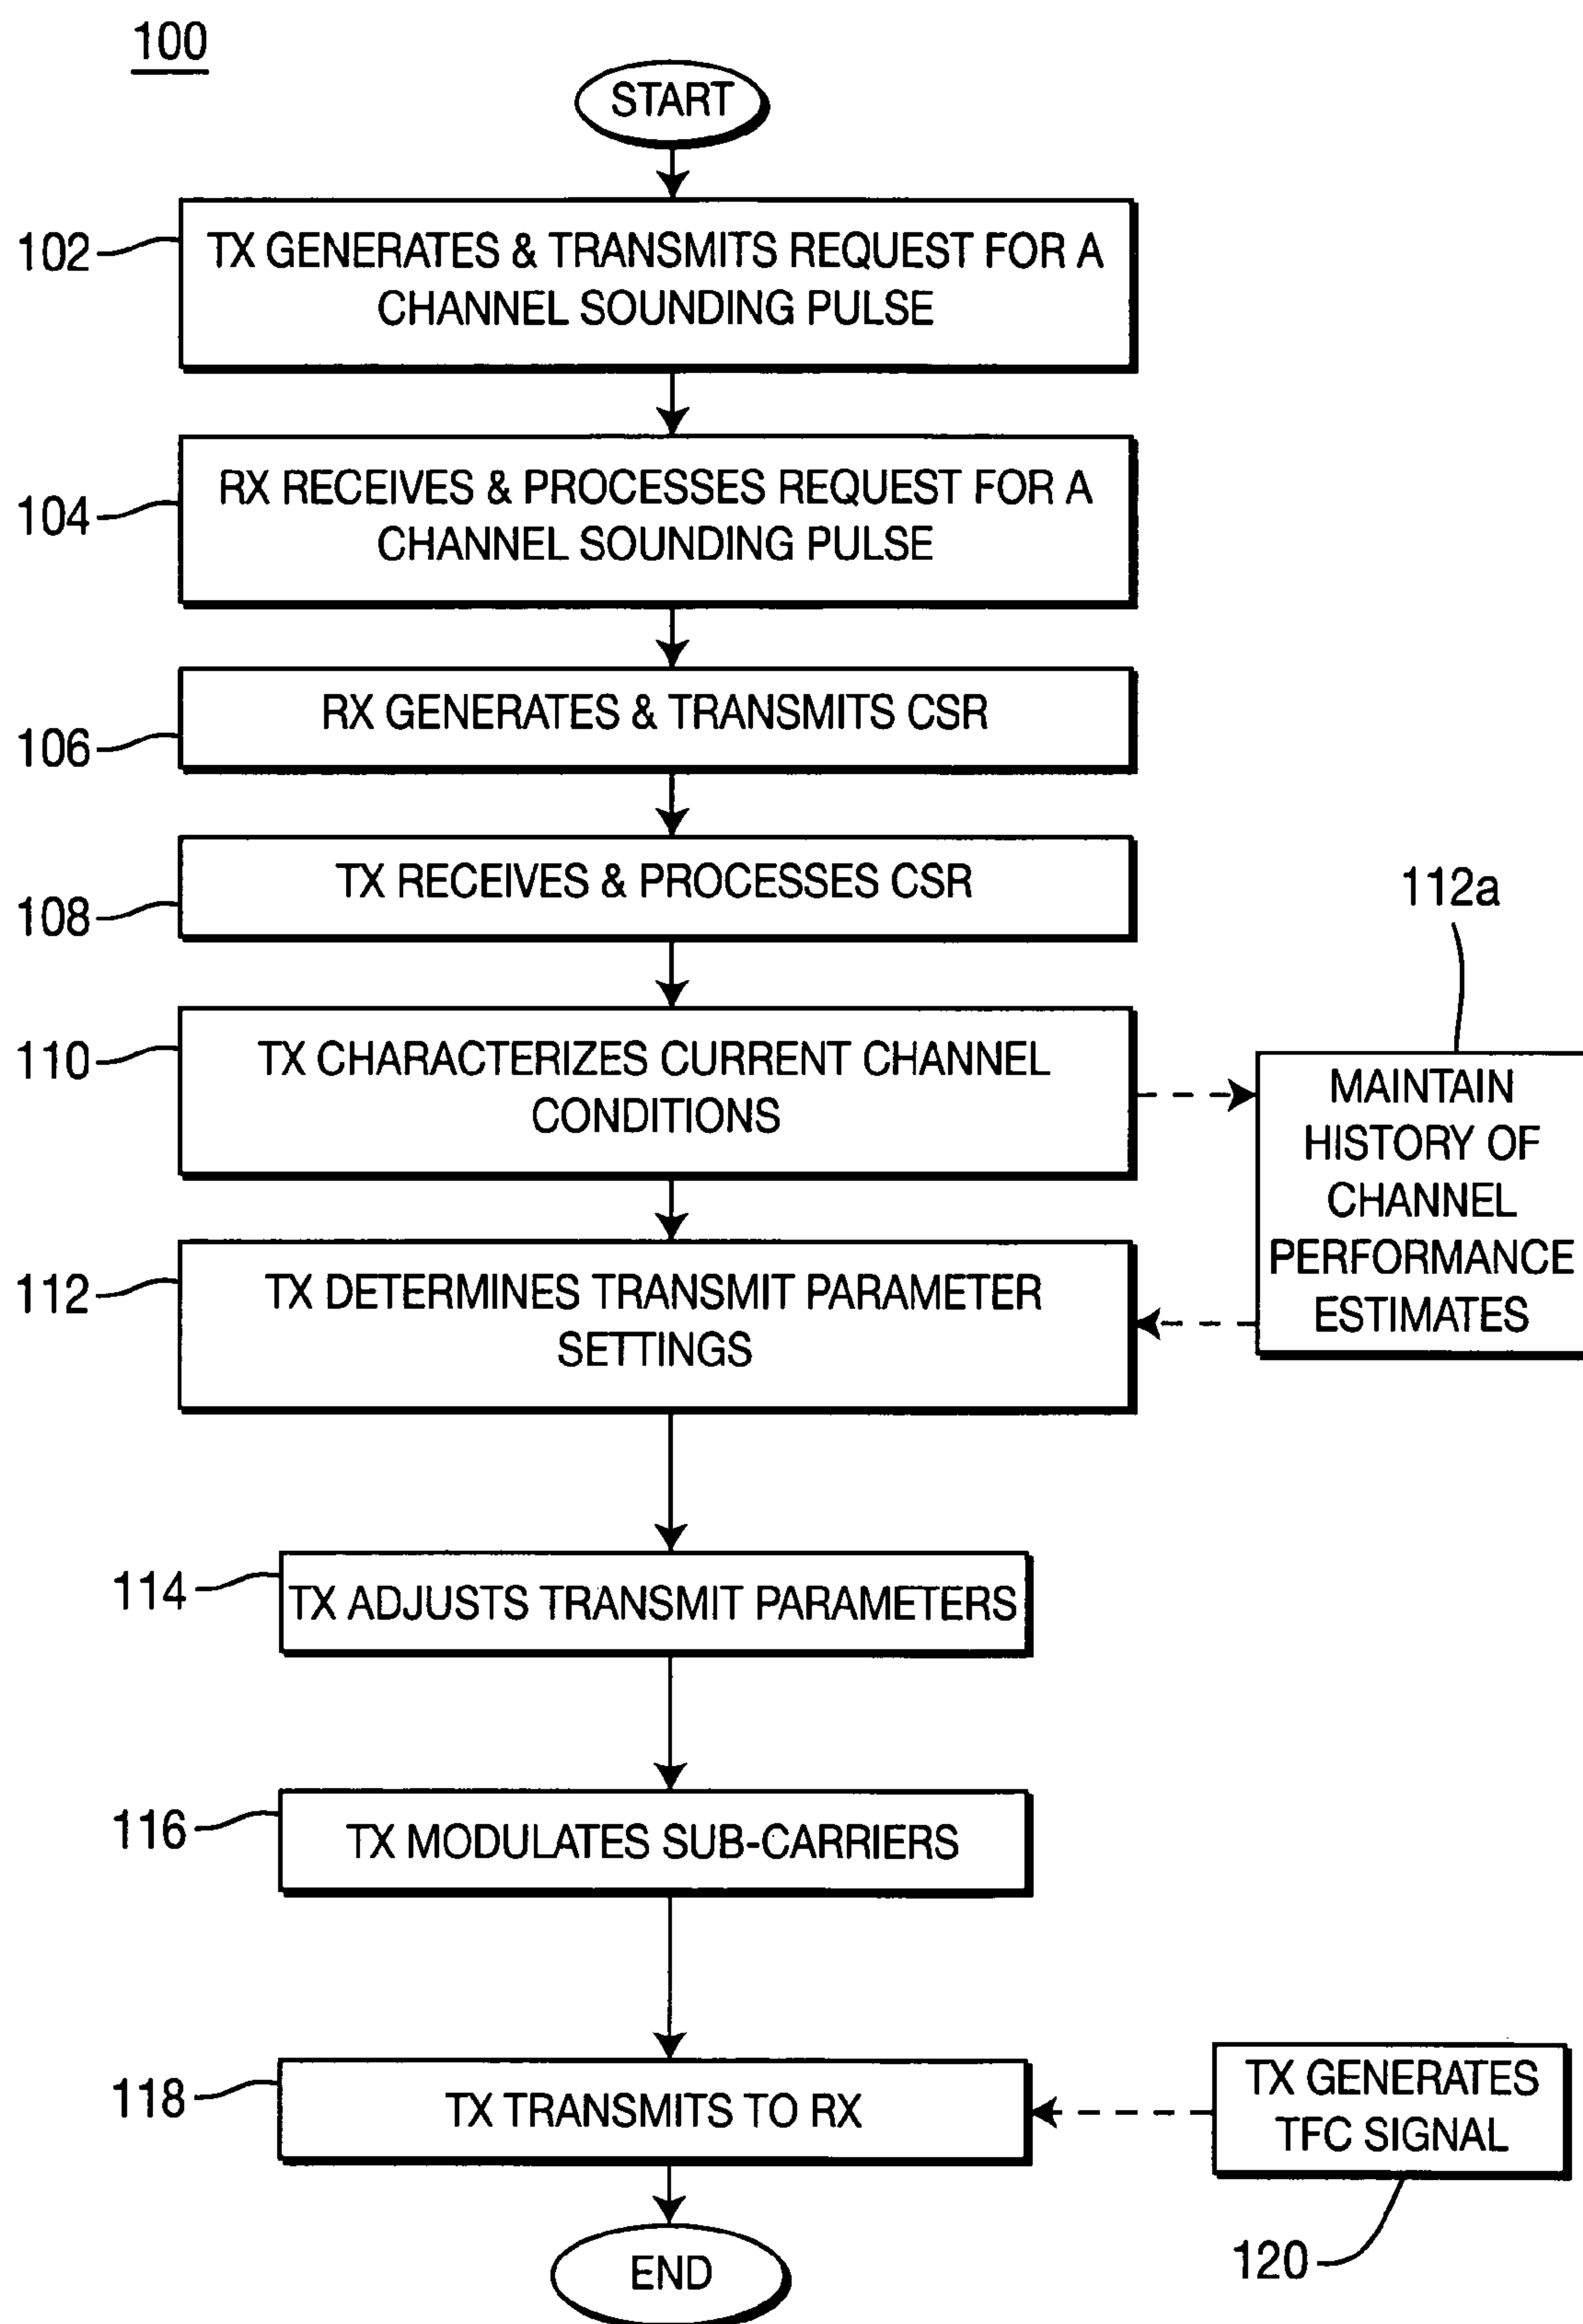 100
START
102
TX GENERATES & TRANSMITS REQUEST FOR A
CHANNEL SOUNDING PULSE
104
RX RECEIVES & PROCESSES REQUEST FOR A
CHANNEL SOUNDING PULSE
106
RX GENERATES & TRANSMITS CSR
108
TX RECEIVES & PROCESSES CSR
110
TX CHARACTERIZES CURRENT CHANNEL
CONDITIONS
112a
MAINTAIN
HISTORY OF
CHANNEL
PERFORMANCE
ESTIMATES
112
TX DETERMINES TRANSMIT PARAMETER
SETTINGS
114
TX ADJUSTS TRANSMIT PARAMETERS
116
TX MODULATES SUB-CARRIERS
118
TX TRANSMITS TO RX
TX GENERATES
TFC SIGNAL
120
END